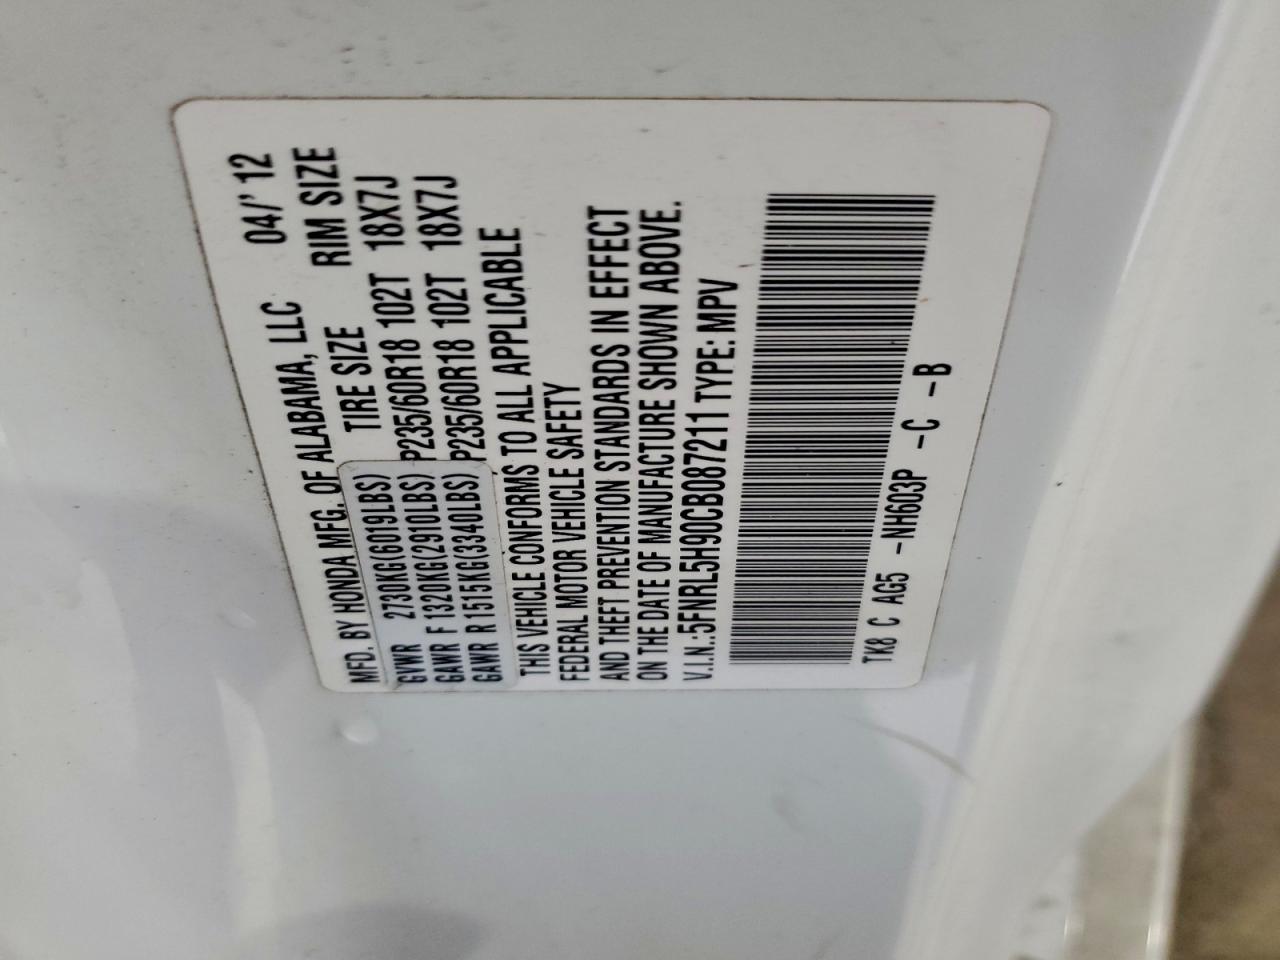 MFD. BY HONDA MFG. OF ALABAMA, LLC 04/' 12
TIRE SIZE RIM SIZE
GVWR 2730KG(6019LBS)
GAWR F 1320KG(2910LBS) P235/60R18 102T 18X7J
GAWR R 1515KG(3340LBS) P235/60R18 102T 18X7J
THIS VEHICLE CONFORMS TO ALL APPLICABLE
FEDERAL MOTOR VEHICLE SAFETY
AND THEFT PREVENTION STANDARDS IN EFFECT
ON THE DATE OF MANUFACTURE SHOWN ABOVE.
V.I.N.:5FNRL5H90CB087211 TYPE: MPV
TK8 C AG5 -NH603P -C -B